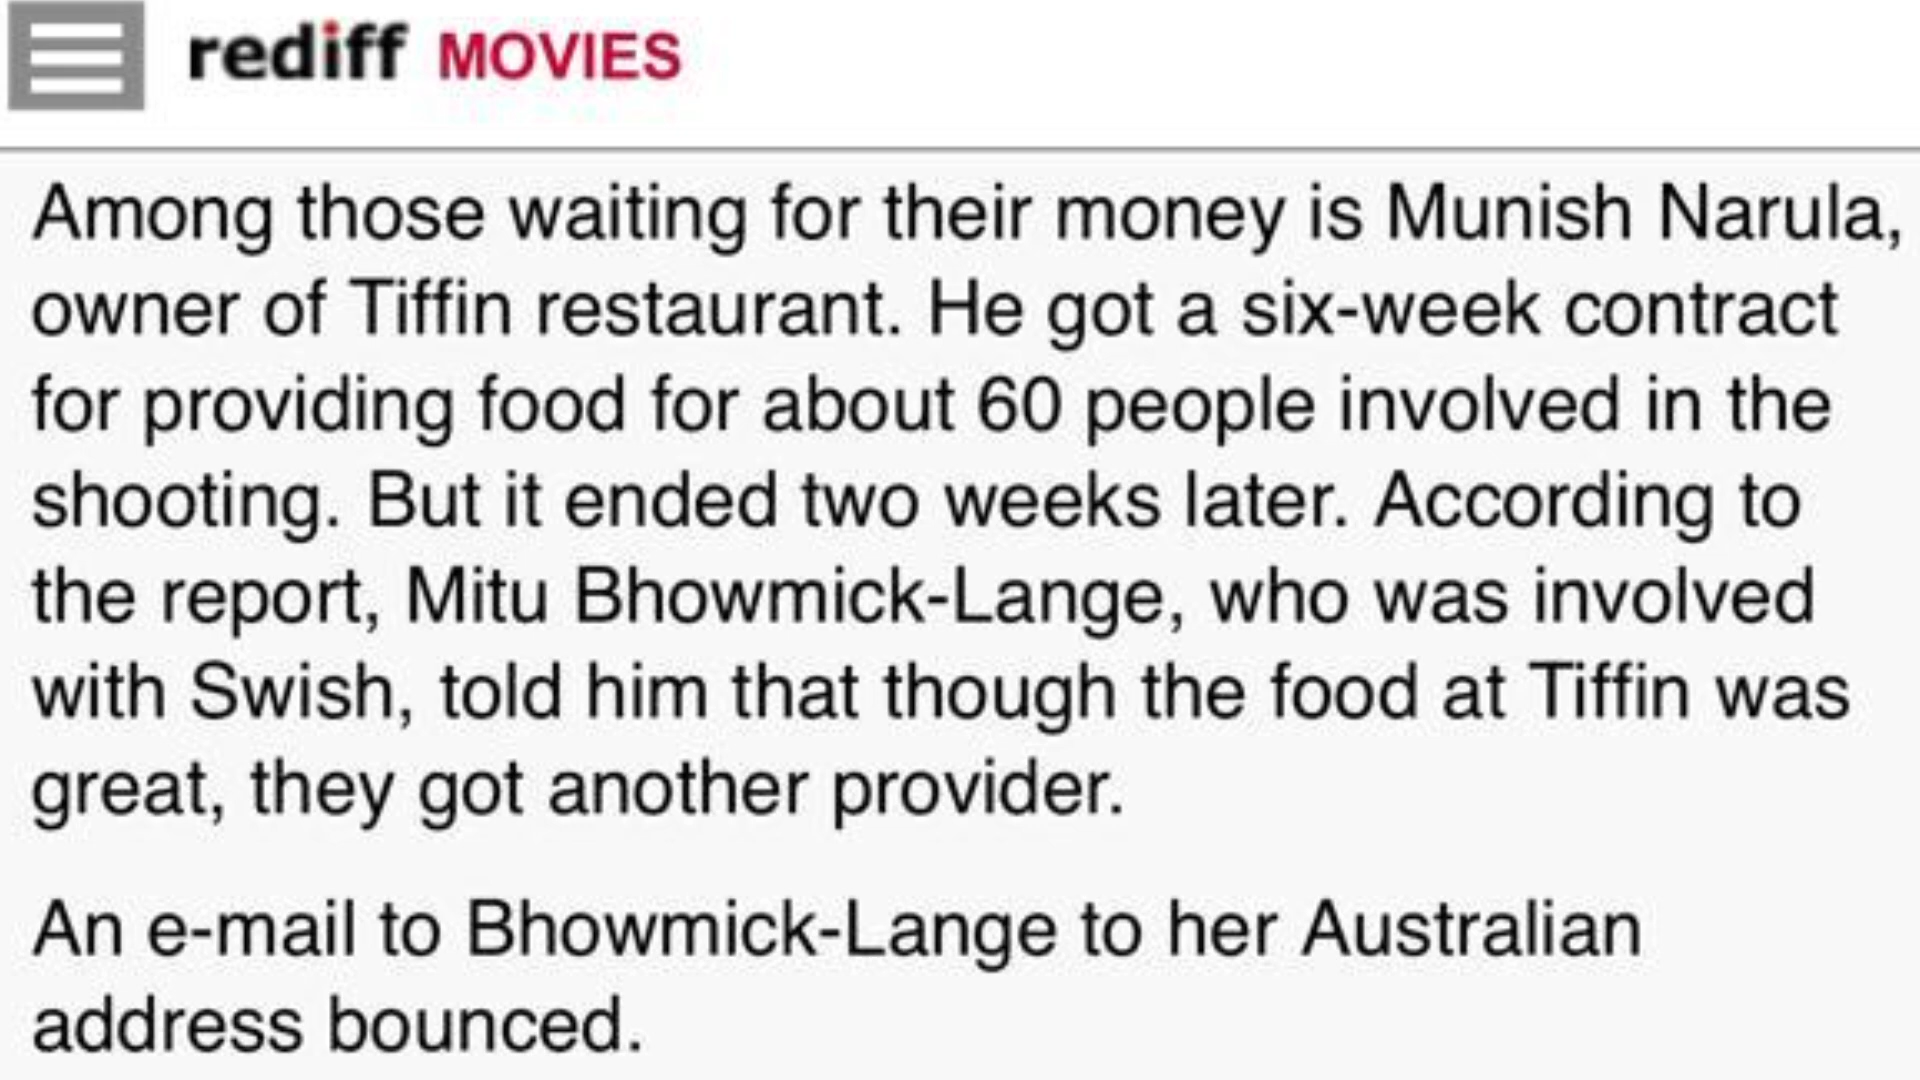 rediff MOVIES
Among those waiting for their money is Munish Narula,
owner of Tiffin restaurant. He got a six-week contract
for providing food for about 60 people involved in the
shooting. But it ended two weeks later. According to
the report, Mitu Bhowmick-Lange, who was involved
with Swish, told him that though the food at Tiffin was
great, they got another provider.
An e-mail to Bhowmick-Lange to her Australian
address bounced.